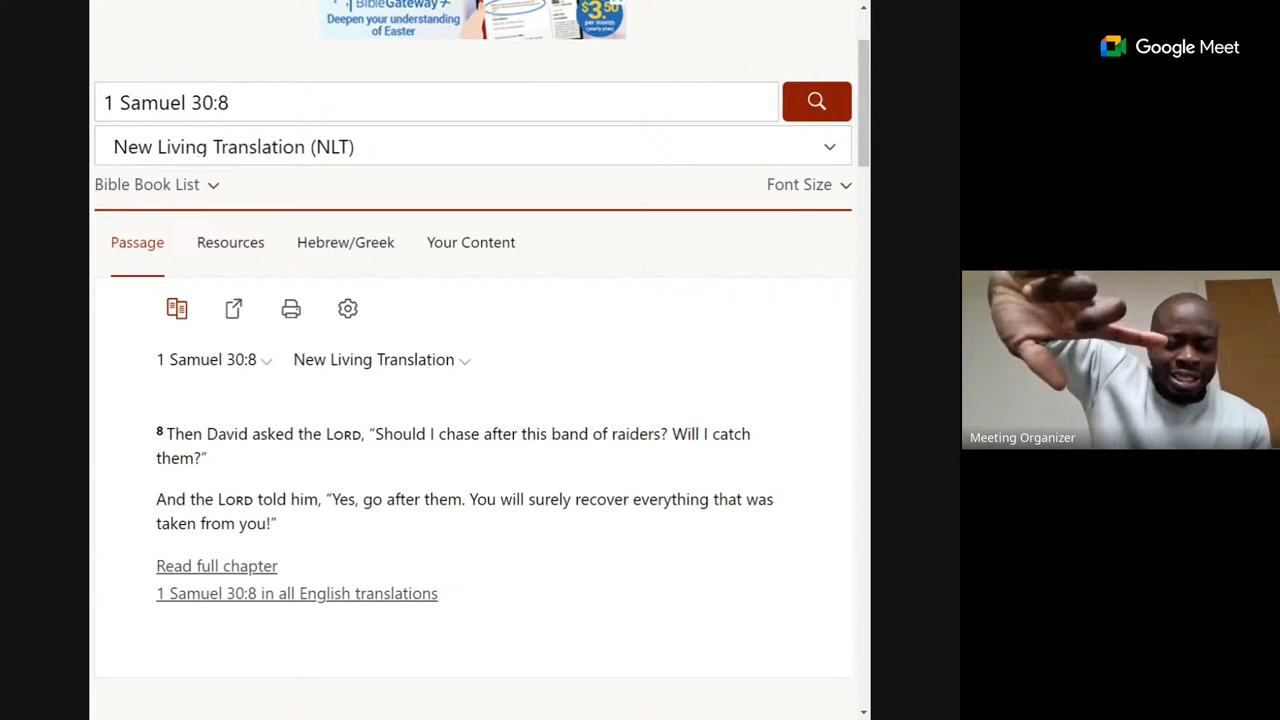 BibleGateway+
Deepen your understanding
of Easter
$3.50
per month
Google Meet
1 Samuel 30:8
New Living Translation (NLT)
Bible Book List
Font Size
Passage Resources Hebrew/Greek Your Content
1 Samuel 30:8 New Living Translation
8 Then David asked the LORD, “Should I chase after this band of raiders? Will I catch
them?”
And the LORD told him, “Yes, go after them. You will surely recover everything that was
taken from you!”
Read full chapter
1 Samuel 30:8 in all English translations
Meeting Organizer